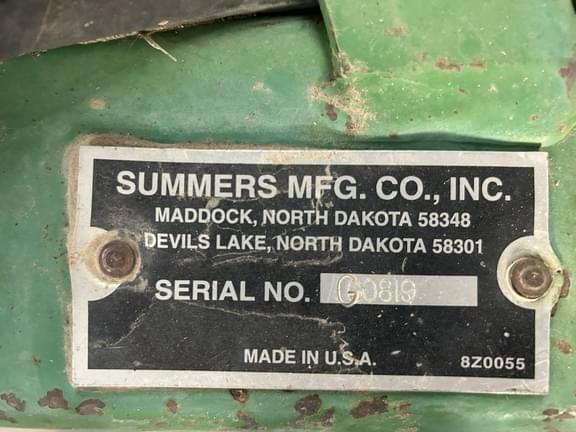 SUMMERS MFG. CO., INC.
MADDOCK, NORTH DAKOTA 58348
DEVILS LAKE, NORTH DAKOTA 58301
SERIAL NO. G0819
MADE IN U.S.A.
8Z0055